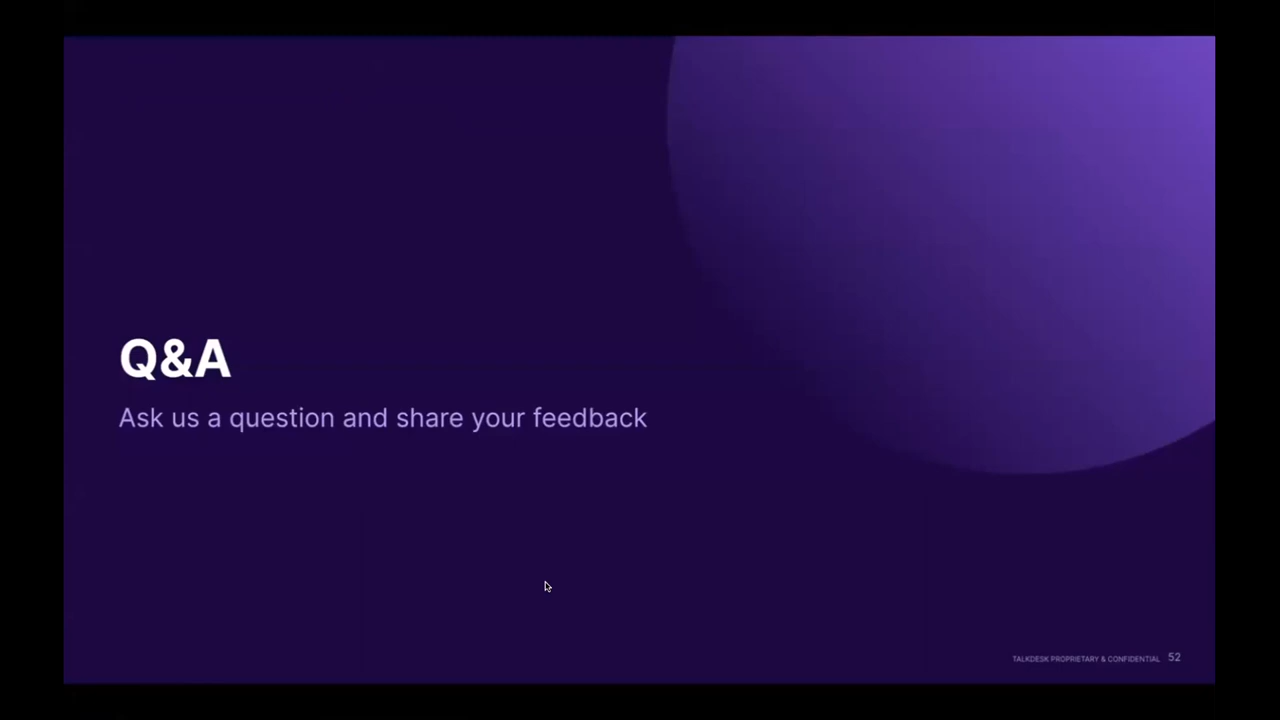 Q&A
Ask us a question and share your feedback
TALKDESK PROPRIETARY & CONFIDENTIAL 52